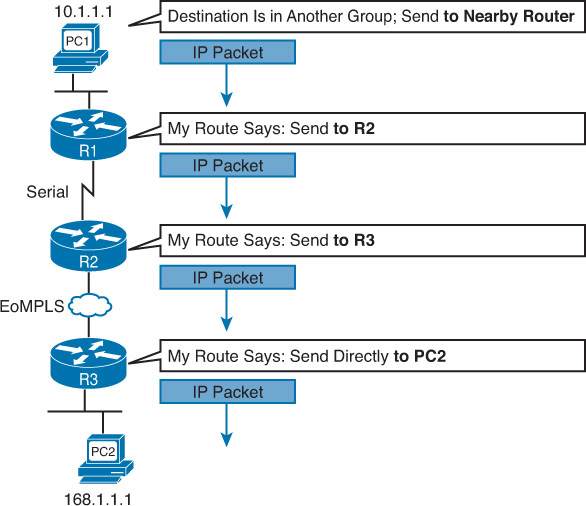 10.1.1.1
Destination Is in Another Group; Send to Nearby Router
PC1
IP Packet
My Route Says: Send to R2
R1
IP Packet
Serial
My Route Says: Send to R3
R2
IP Packet
EoMPLS
My Route Says: Send Directly to PC2
R3
IP Packet
PC2
168.1.1.1